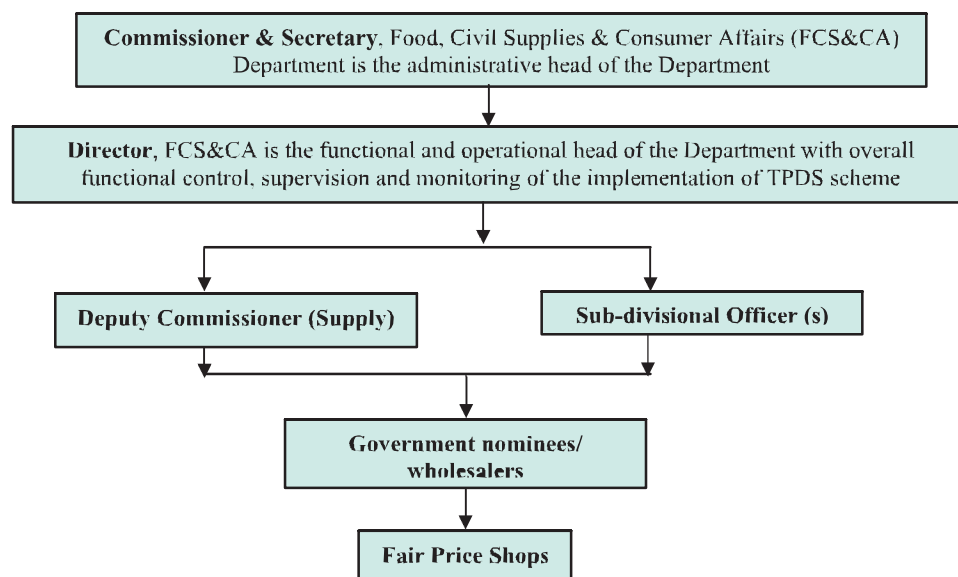 Commissioner & Secretary, Food, Civil Supplies & Consumer Affairs (FCS&CA)
Department is the administrative head of the Department
Director, FCS&CA is the functional and operational head of the Department with overall
functional control, supervision and monitoring of the implementation of TPDS scheme
Deputy Commissioner (Supply)
Sub-divisional Officer (s)
Government nominees/
wholesalers
Fair Price Shops